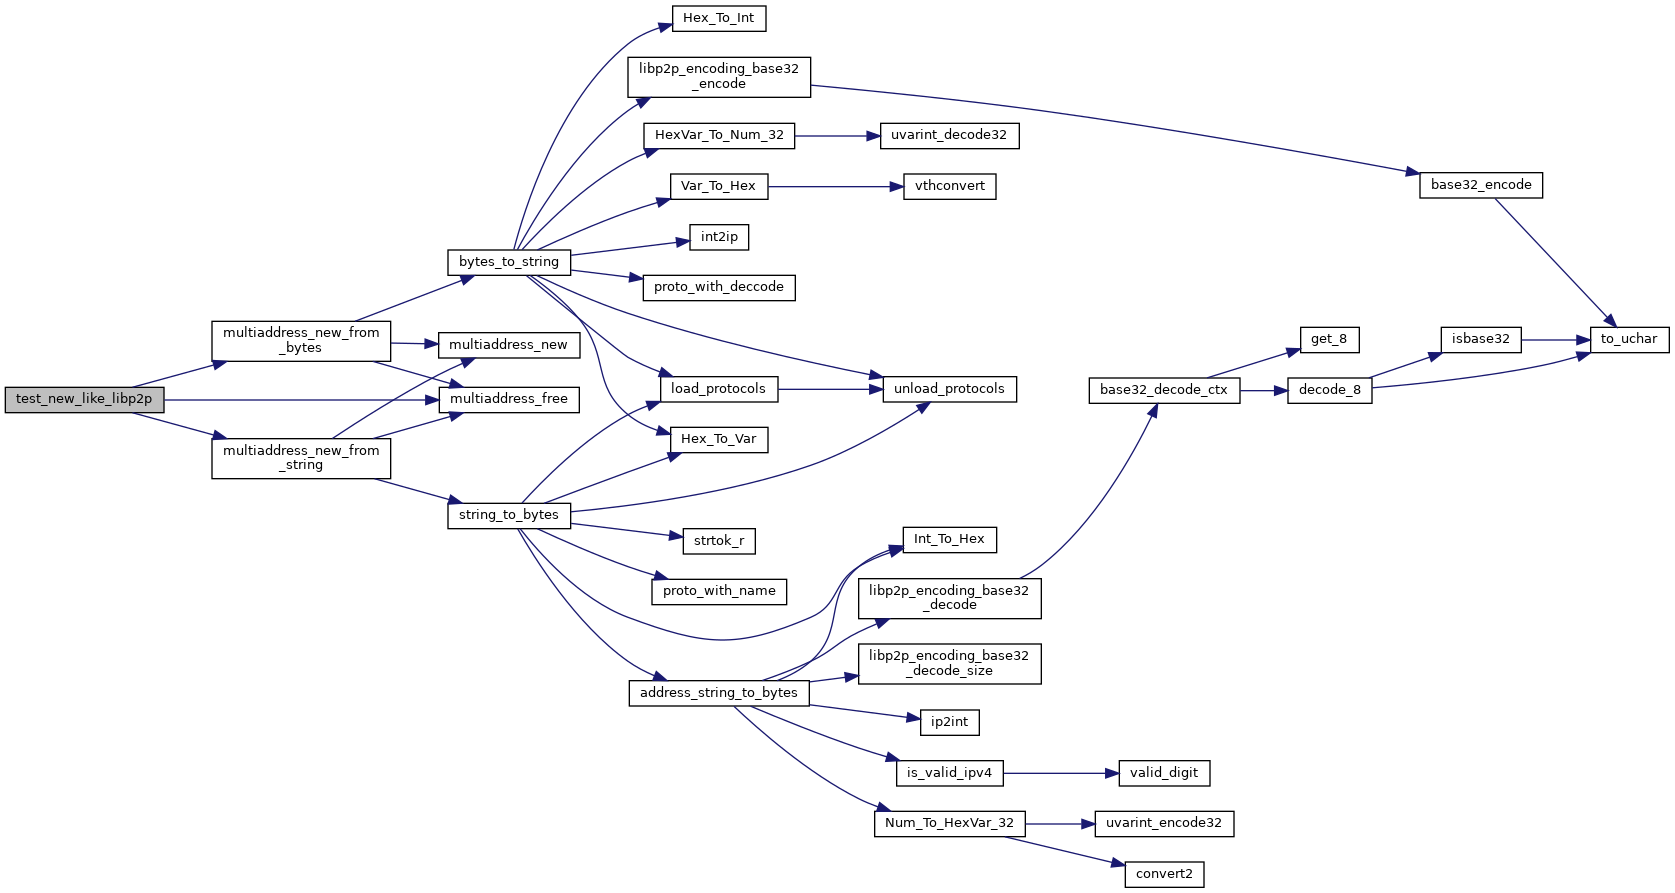 Hex_To_Int
libp2p_encoding_base32
_encode
HexVar_To_Num_32
uvarint_decode32
Var_To_Hex
vthconvert
base32_encode
int2ip
bytes_to_string
proto_with_deccode
multiaddress_new_from
_bytes
multiaddress_new
get_8
isbase32
to_uchar
test_new_like_libp2p
multiaddress_free
load_protocols
unload_protocols
base32_decode_ctx
decode_8
Hex_To_Var
multiaddress_new_from
_string
string_to_bytes
strtok_r
Int_To_Hex
proto_with_name
libp2p_encoding_base32
_decode
libp2p_encoding_base32
_decode_size
address_string_to_bytes
ip2int
is_valid_ipv4
valid_digit
Num_To_HexVar_32
uvarint_encode32
convert2